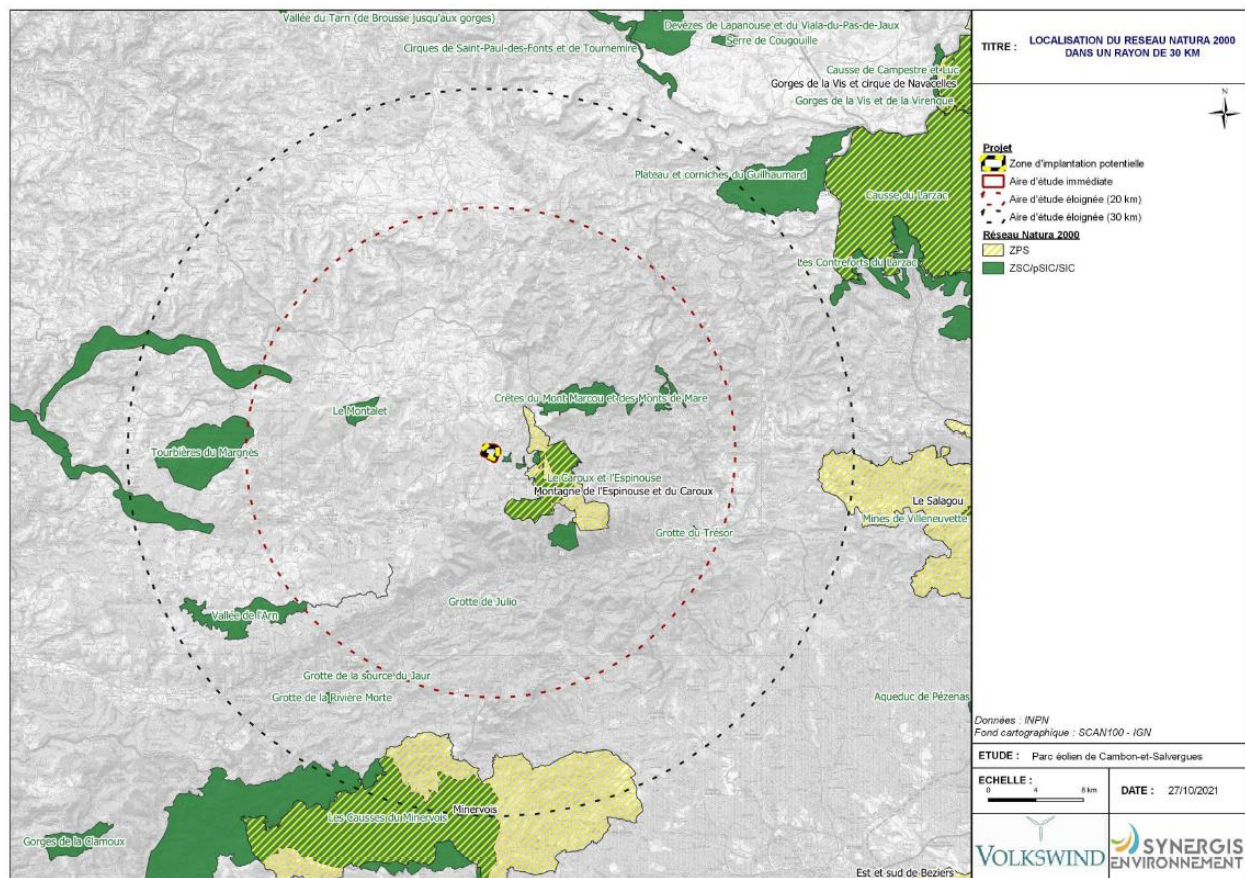 Vallée du Tarn (de Brousse jusqu'aux gorges)
Devèzes de Lapanouse et du Viala-du-Pas-de-Jaux
Serre de Cougouille
Cirques de Saint-Paul-des-Fonts et de Tournemire
Causse de Campestre et Luc
Gorges de la Vis et cirque de Navacelles
Gorges de la Vis et de la Virenque
Plateau et corniches du Guilhaumard
Causse du Larzac
Les Contreforts du Larzac
Crêtes du Mont Marcou et des Monts de Mare
Le Montalet
Tourbières du Margnès
Le Caroux et l'Espinouse
Montagne de l'Espinouse et du Caroux
Le Salagou
Mines de Villeneuvette
Grotte du Trésor
Grotte de Julio
Vallée de l'Arn
Grotte de la source du Jaur
Grotte de la Rivière Morte
Aqueduc de Pézenas
Minervois
Les Causses du Minervois
Gorges de la Clamoux
Est et sud de Beziers
TITRE : LOCALISATION DU RESEAU NATURA 2000
DANS UN RAYON DE 30 KM
N
Projet
Zone d'implantation potentielle
Aire d'étude immédiate
Aire d'étude éloignée (20 km)
Aire d'étude éloignée (30 km)
Réseau Natura 2000
ZPS
ZSC/pSIC/SIC
Données : INPN
Fond cartographique : SCAN100 - IGN
ETUDE : Parc éolien de Cambon-et-Salvergues
ECHELLE :
0 4 8 km
DATE : 27/10/2021
VOLKSWIND
SYNERGIS
ENVIRONNEMENT